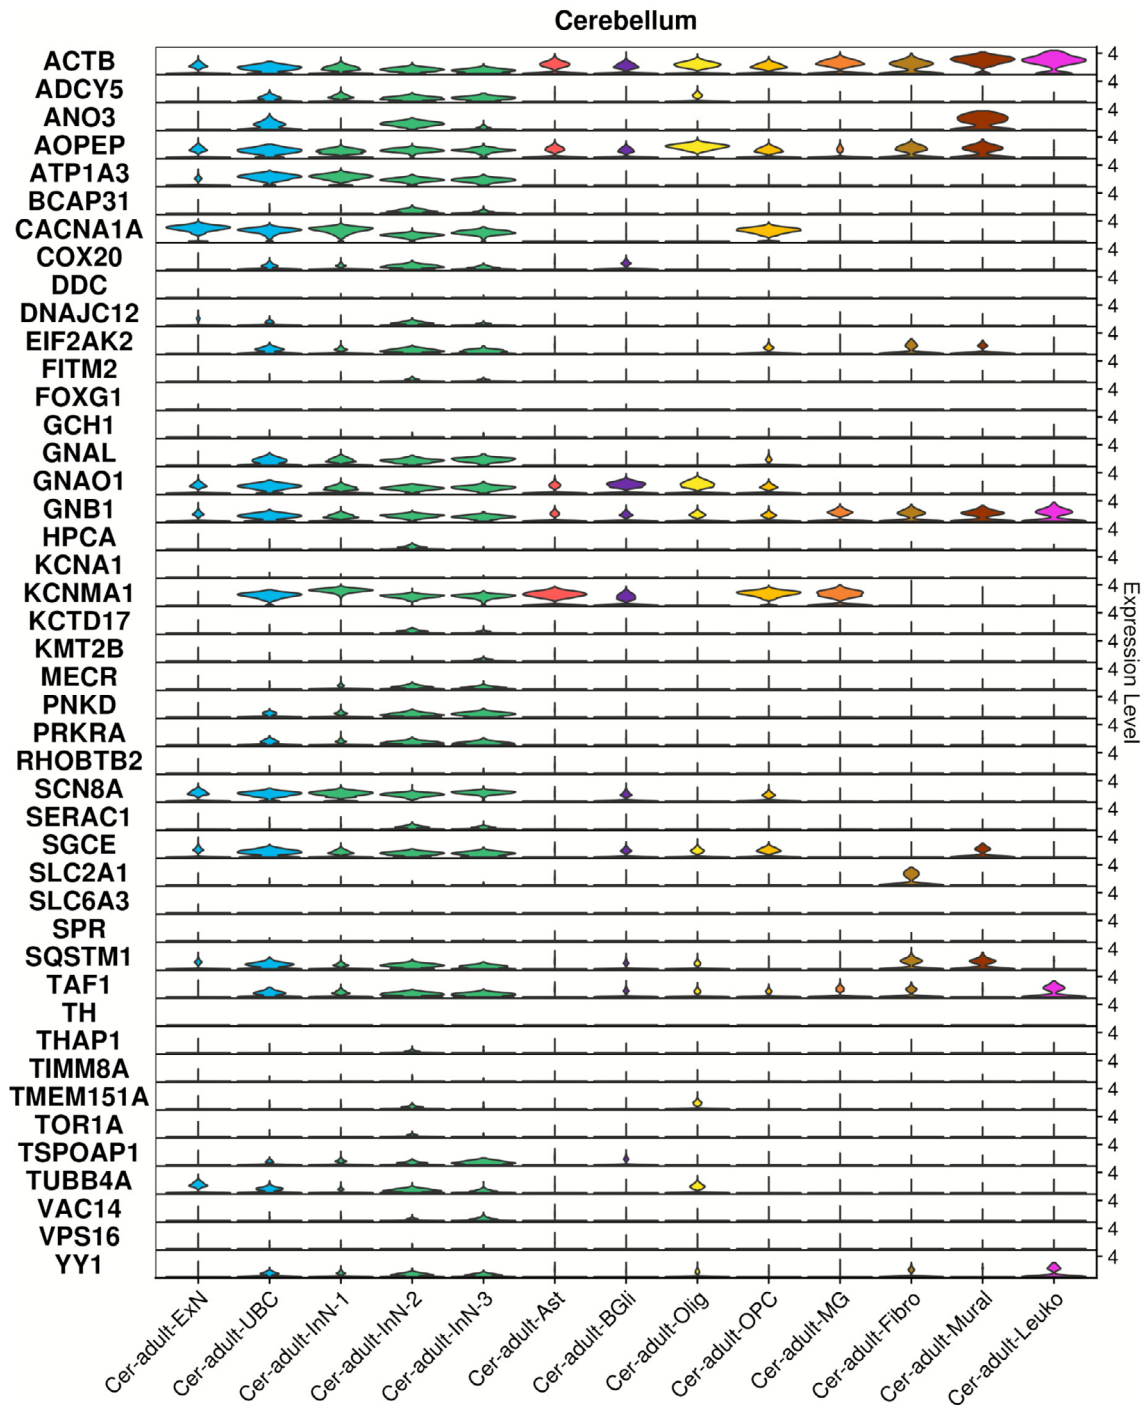 Cerebellum
ACTB 4
ADCY5 4
ANO3 4
AOPEP 4
ATP1A3 4
BCAP31 4
CACNA1A 4
COX20 4
DDC 4
DNAJC12 4
EIF2AK2 4
FITM2 4
FOXG1 4
GCH1 4
GNAL 4
GNAO1 4
GNB1 4
HPCA 4
KCNA1 4
KCNMA1 4
KCTD17 4
KMT2B 4
MECR 4
PNKD 4
PRKRA 4
RHOBTB2 4
SCN8A 4
SERAC1 4
SGCE 4
SLC2A1 4
SLC6A3 4
SPR 4
SQSTM1 4
TAF1 4
TH 4
THAP1 4
TIMM8A 4
TMEM151A 4
TOR1A 4
TSPOAP1 4
TUBB4A 4
VAC14 4
VPS16 4
YY1 4
Expression Level
Cer-adult-ExN
Cer-adult-UBC
Cer-adult-InN-1
Cer-adult-InN-2
Cer-adult-InN-3
Cer-adult-Ast
Cer-adult-BGli
Cer-adult-Olig
Cer-adult-OPC
Cer-adult-MG
Cer-adult-Fibro
Cer-adult-Mural
Cer-adult-Leuko